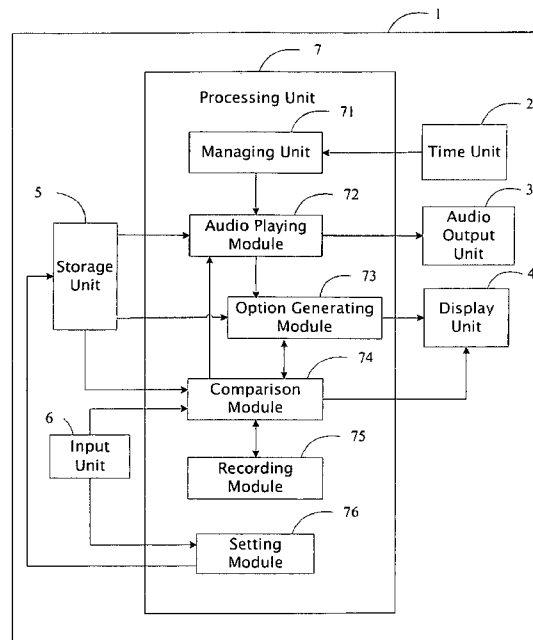 1
7
Processing Unit
71
Managing Unit
2
Time Unit
72
Audio Playing
Module
3
Audio
Output
Unit
5
Storage
Unit
73
Option Generating
Module
4
Display
Unit
74
Comparison
Module
6
Input
Unit
75
Recording
Module
76
Setting
Module